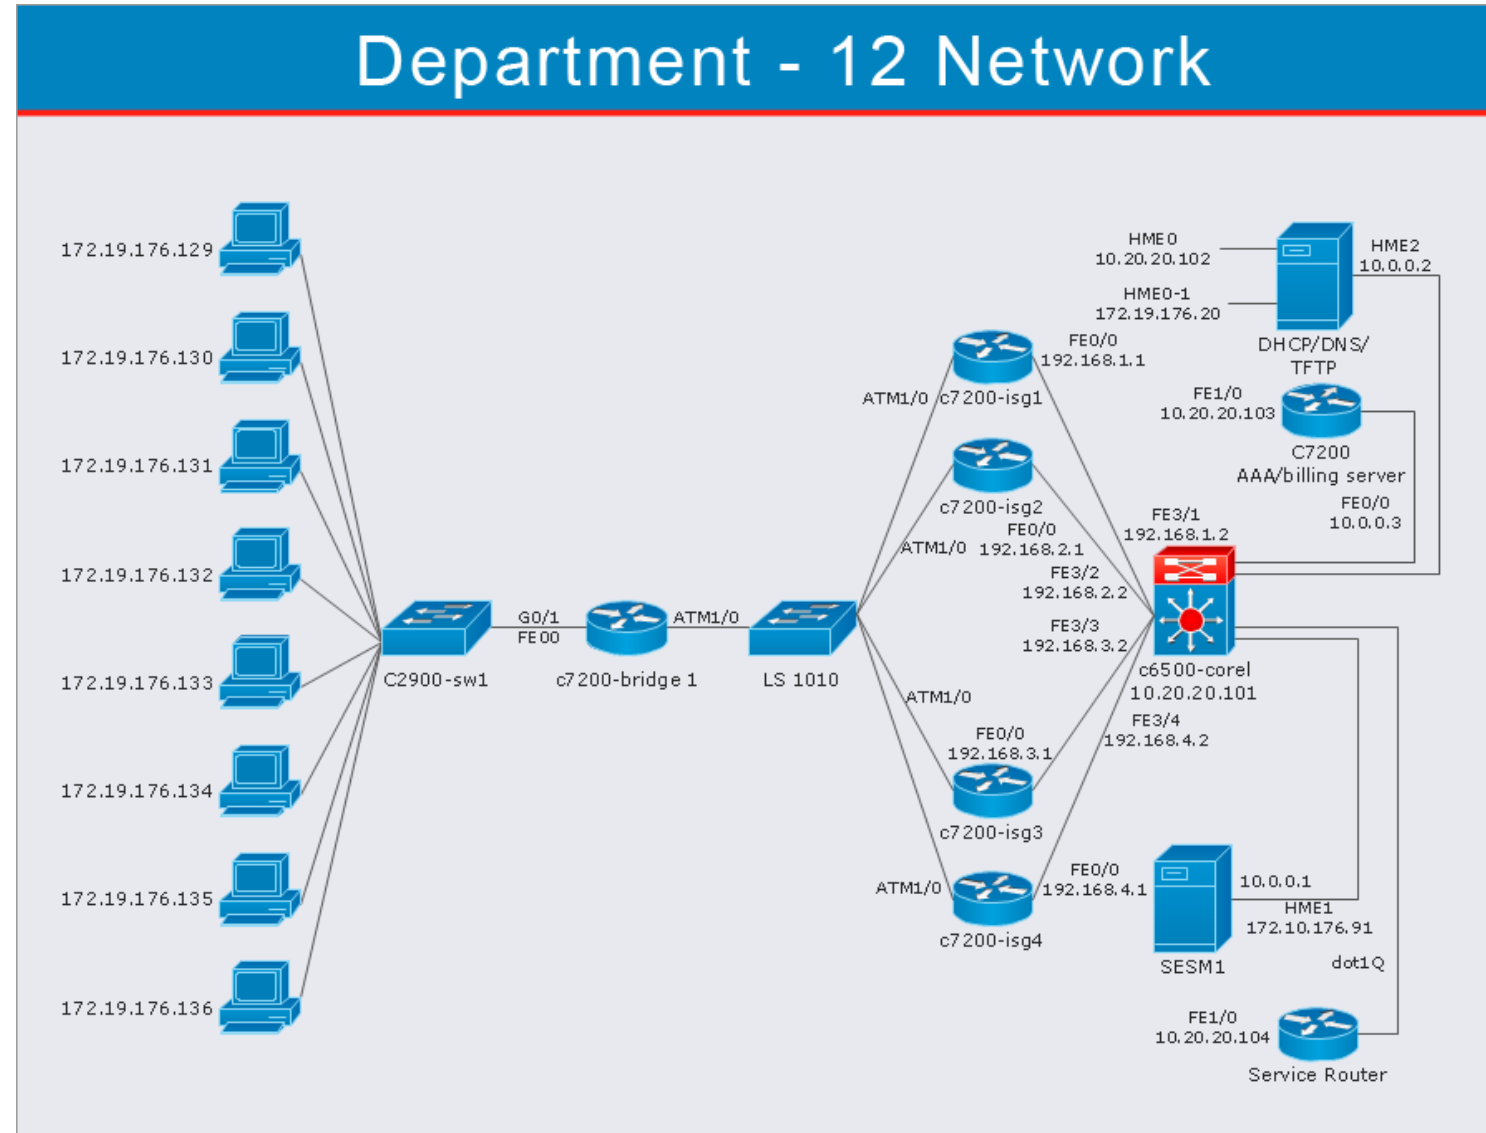 Department - 12 Network
172.19.176.129
172.19.176.130
172.19.176.131
172.19.176.132
172.19.176.133
172.19.176.134
172.19.176.135
172.19.176.136
C2900-sw1
G0/1
FE00
c7200-bridge 1
ATM1/0
LS 1010
ATM1/0
c7200-isg1
FE0/0
192.168.1.1
ATM1/0
c7200-isg2
FE0/0
192.168.2.1
ATM1/0
FE0/0
192.168.3.1
c7200-isg3
ATM1/0
c7200-isg4
FE0/0
192.168.4.1
FE3/1
192.168.1.2
FE3/2
192.168.2.2
FE3/3
192.168.3.2
FE3/4
192.168.4.2
c6500-corel
10.20.20.101
HME0
10.20.20.102
HME0-1
172.19.176.20
HME2
10.0.0.2
DHCP/DNS/
TFTP
FE1/0
10.20.20.103
C7200
AAA/billing server
FE0/0
10.0.0.3
10.0.0.1
HME1
172.10.176.91
SESM1
dot1Q
FE1/0
10.20.20.104
Service Router